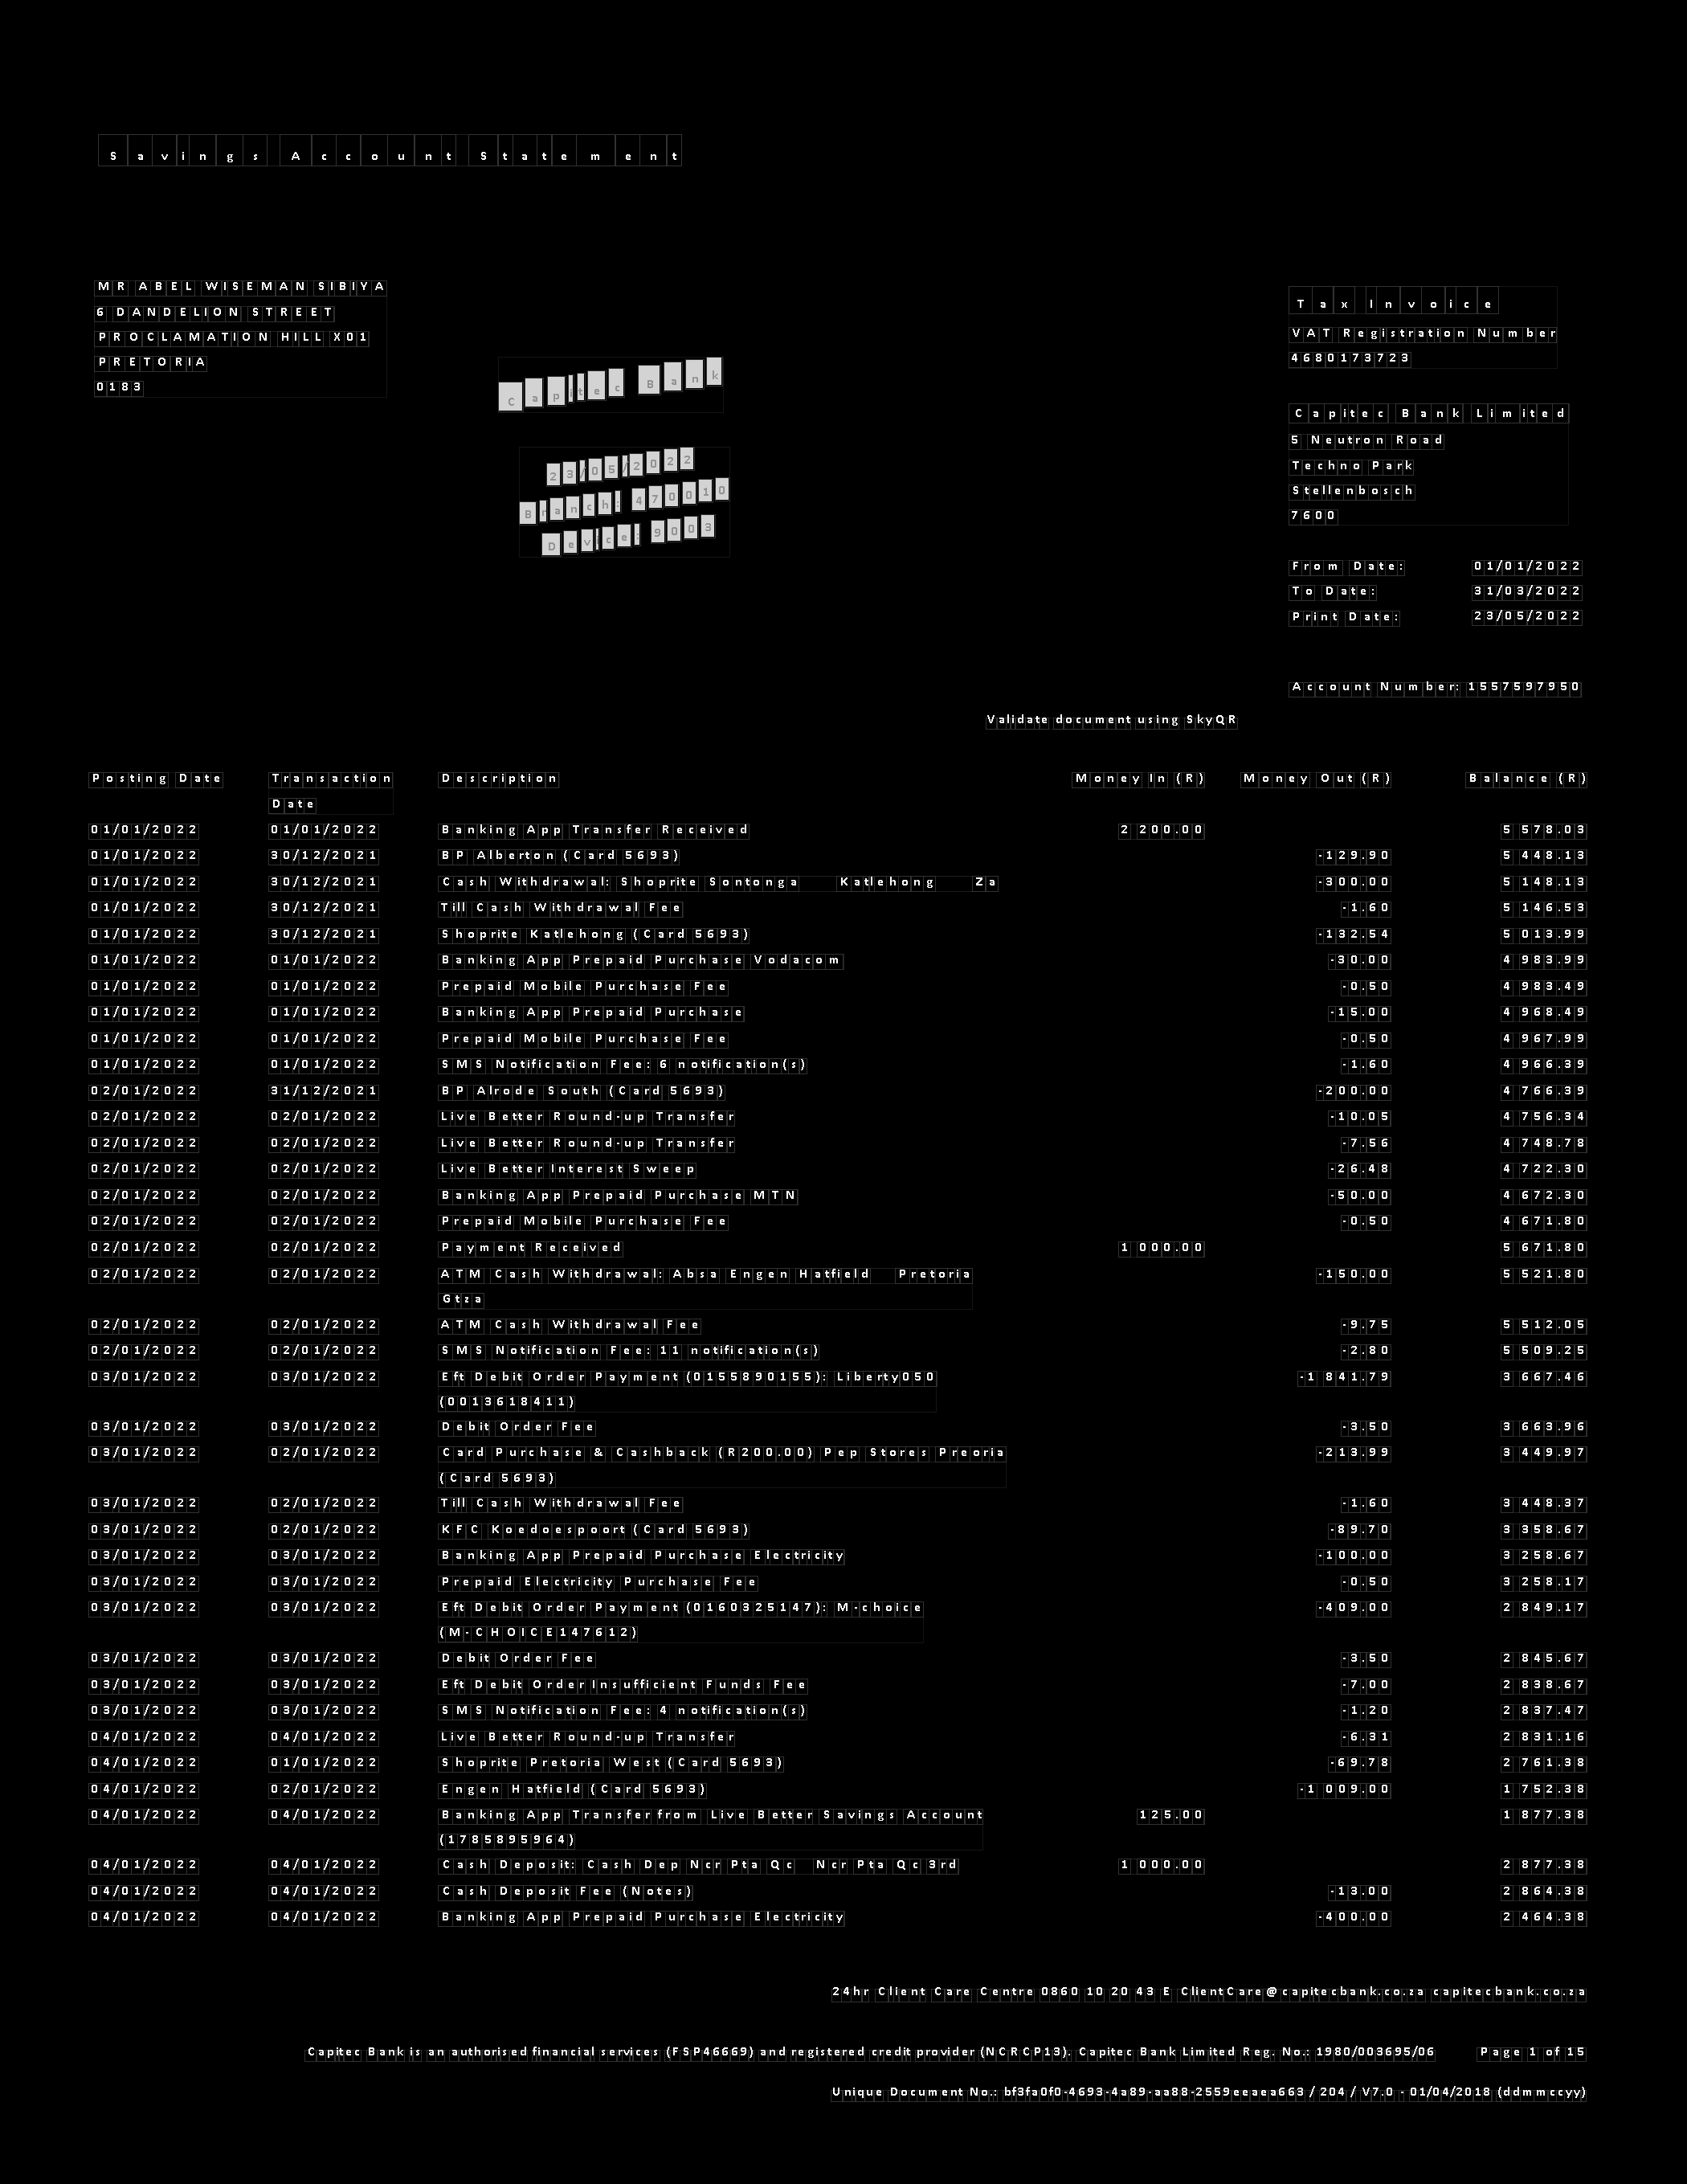 Savings Account Statement
MR ABEL WISEMAN SIBIYA
6 DANDELION STREET
PROCLAMATION HILL X01
PRETORIA
0183
Capitec Bank
23/05/2022
Branch: 470010
Device: 9003
Tax Invoice
VAT Registration Number
4680173723
Capitec Bank Limited
5 Neutron Road
Techno Park
Stellenbosch
7600
From Date: 01/01/2022
To Date: 31/03/2022
Print Date: 23/05/2022
Account Number: 1557597950
Validate document using SkyQR
Posting Date Transaction Date Description Money In (R) Money Out (R) Balance (R)
01/01/2022 01/01/2022 Banking App Transfer Received 2 200.00 5 578.03
01/01/2022 30/12/2021 BP Alberton (Card 5693) -129.90 5 448.13
01/01/2022 30/12/2021 Cash Withdrawal: Shoprite Sontonga Katlehong Za -300.00 5 148.13
01/01/2022 30/12/2021 Till Cash Withdrawal Fee -1.60 5 146.53
01/01/2022 30/12/2021 Shoprite Katlehong (Card 5693) -132.54 5 013.99
01/01/2022 01/01/2022 Banking App Prepaid Purchase Vodacom -30.00 4 983.99
01/01/2022 01/01/2022 Prepaid Mobile Purchase Fee -0.50 4 983.49
01/01/2022 01/01/2022 Banking App Prepaid Purchase -15.00 4 968.49
01/01/2022 01/01/2022 Prepaid Mobile Purchase Fee -0.50 4 967.99
01/01/2022 01/01/2022 SMS Notification Fee: 6 notification(s) -1.60 4 966.39
02/01/2022 31/12/2021 BP Alrode South (Card 5693) -200.00 4 766.39
02/01/2022 02/01/2022 Live Better Round-up Transfer -10.05 4 756.34
02/01/2022 02/01/2022 Live Better Round-up Transfer -7.56 4 748.78
02/01/2022 02/01/2022 Live Better Interest Sweep -26.48 4 722.30
02/01/2022 02/01/2022 Banking App Prepaid Purchase MTN -50.00 4 672.30
02/01/2022 02/01/2022 Prepaid Mobile Purchase Fee -0.50 4 671.80
02/01/2022 02/01/2022 Payment Received 1 000.00 5 671.80
02/01/2022 02/01/2022 ATM Cash Withdrawal: Absa Engen Hatfield Pretoria -150.00 5 521.80
Gtza
02/01/2022 02/01/2022 ATM Cash Withdrawal Fee -9.75 5 512.05
02/01/2022 02/01/2022 SMS Notification Fee: 11 notification(s) -2.80 5 509.25
03/01/2022 03/01/2022 Eft Debit Order Payment (0155890155): Liberty050 -1 841.79 3 667.46
(0013618411)
03/01/2022 03/01/2022 Debit Order Fee -3.50 3 663.96
03/01/2022 02/01/2022 Card Purchase & Cashback (R200.00) Pep Stores Preoria -213.99 3 449.97
(Card 5693)
03/01/2022 02/01/2022 Till Cash Withdrawal Fee -1.60 3 448.37
03/01/2022 02/01/2022 KFC Koedoespoort (Card 5693) -89.70 3 358.67
03/01/2022 03/01/2022 Banking App Prepaid Purchase Electricity -100.00 3 258.67
03/01/2022 03/01/2022 Prepaid Electricity Purchase Fee -0.50 3 258.17
03/01/2022 03/01/2022 Eft Debit Order Payment (0160325147): M-choice -409.00 2 849.17
(M-CHOICE147612)
03/01/2022 03/01/2022 Debit Order Fee -3.50 2 845.67
03/01/2022 03/01/2022 Eft Debit Order Insufficient Funds Fee -7.00 2 838.67
03/01/2022 03/01/2022 SMS Notification Fee: 4 notification(s) -1.20 2 837.47
04/01/2022 04/01/2022 Live Better Round-up Transfer -6.31 2 831.16
04/01/2022 01/01/2022 Shoprite Pretoria West (Card 5693) -69.78 2 761.38
04/01/2022 02/01/2022 Engen Hatfield (Card 5693) -1 009.00 1 752.38
04/01/2022 04/01/2022 Banking App Transfer from Live Better Savings Account 125.00 1 877.38
(1785895964)
04/01/2022 04/01/2022 Cash Deposit: Cash Dep Ncr Pta Qc Ncr Pta Qc 3rd 1 000.00 2 877.38
04/01/2022 04/01/2022 Cash Deposit Fee (Notes) -13.00 2 864.38
04/01/2022 04/01/2022 Banking App Prepaid Purchase Electricity -400.00 2 464.38
24hr Client Care Centre 0860 10 20 43 E ClientCare@capitecbank.co.za capitecbank.co.za
Capitec Bank is an authorised financial services (FSP46669) and registered credit provider (NCRCP13). Capitec Bank Limited Reg. No.: 1980/003695/06 Page 1 of 15
Unique Document No.: bf3fa0f0-4693-4a89-aa88-2559eeaea663 / 204 / V7.0 - 01/04/2018 (ddmmccyy)